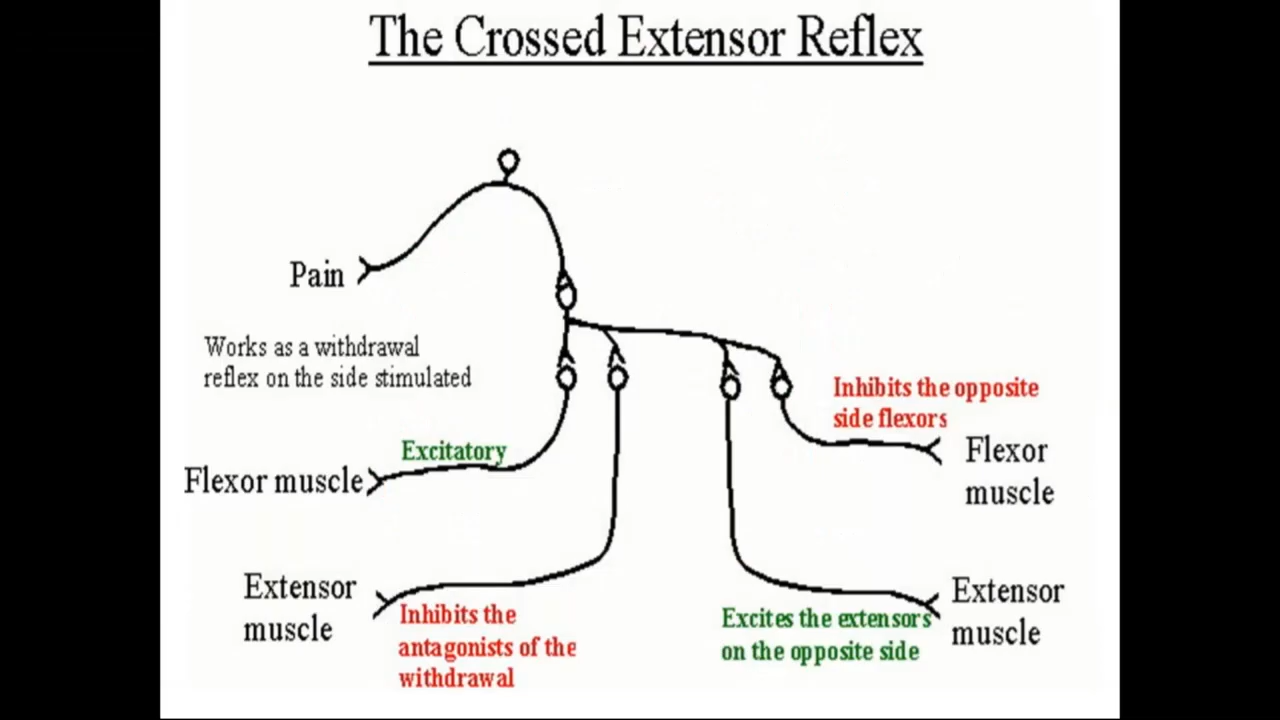 The Crossed Extensor Reflex
Pain
Works as a withdrawal
reflex on the side stimulated
Excitatory
Flexor muscle
Extensor
muscle
Inhibits the
antagonists of the
withdrawal
Inhibits the opposite
side flexors
Flexor
muscle
Excites the extensors
on the opposite side
Extensor
muscle